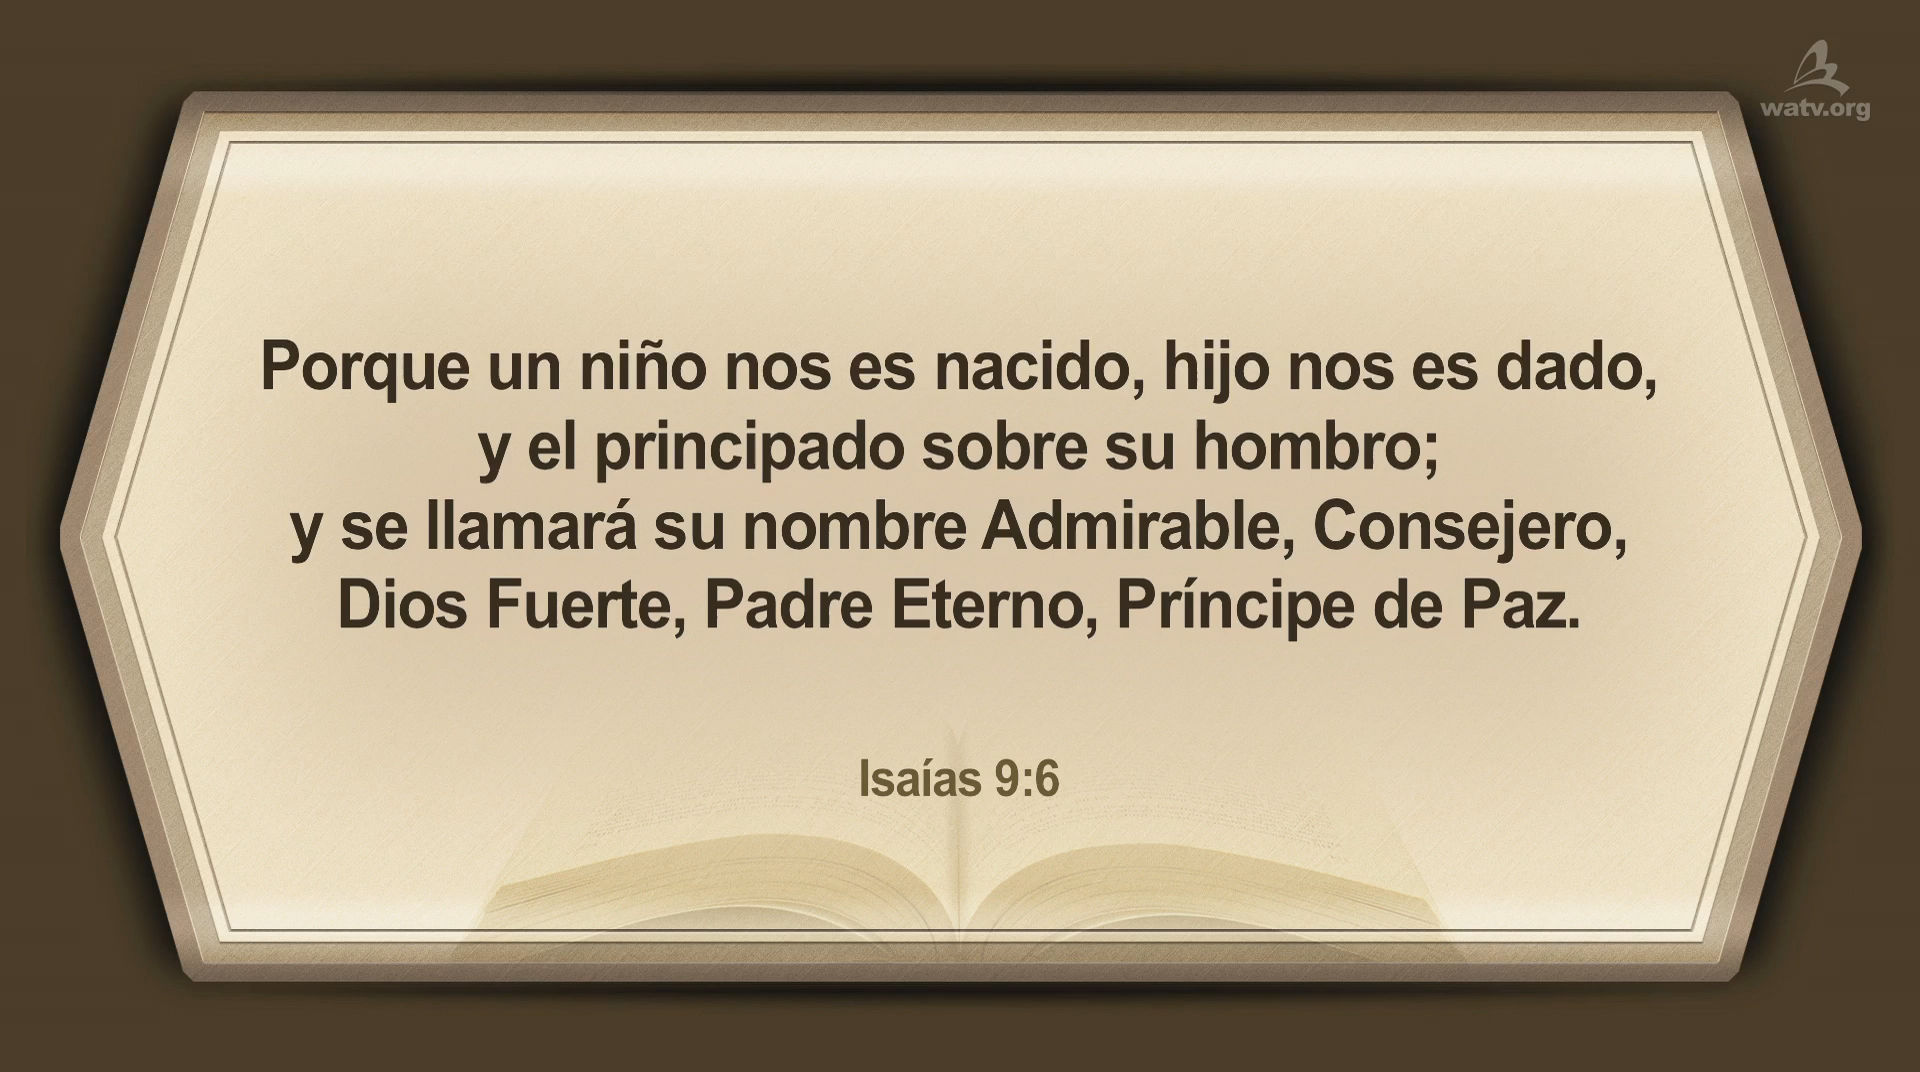 watv.org
Porque un niño nos es nacido, hijo nos es dado,
y el principado sobre su hombro;
y se llamará su nombre Admirable, Consejero,
Dios Fuerte, Padre Eterno, Príncipe de Paz.
Isaías 9:6